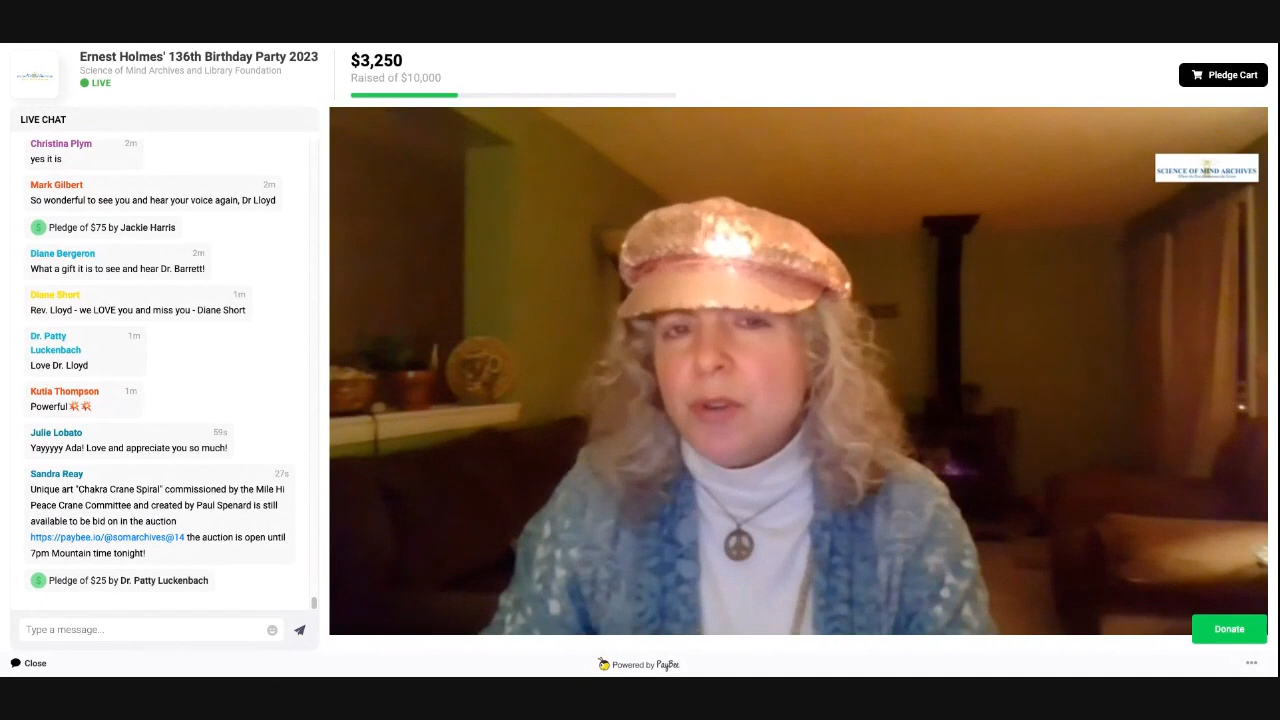 Ernest Holmes' 136th Birthday Party 2023
Science of Mind Archives and Library Foundation
LIVE
$3,250
Raised of $10,000
Pledge Cart
LIVE CHAT
Christina Plym 2m
yes it is
Mark Gilbert 2m
So wonderful to see you and hear your voice again, Dr Lloyd
$ Pledge of $75 by Jackie Harris
Diane Bergeron 2m
What a gift it is to see and hear Dr. Barrett!
Diane Short 1m
Rev. Lloyd - we LOVE you and miss you - Diane Short
Dr. Patty 1m
Luckenbach
Love Dr. Lloyd
Kutia Thompson 1m
Powerful 💥💥
Julie Lobato 59s
Yayyyyy Ada! Love and appreciate you so much!
Sandra Reay 27s
Unique art "Chakra Crane Spiral" commissioned by the Mile Hi
Peace Crane Committee and created by Paul Spenard is still
available to be bid on in the auction
https://paybee.io/@somarchives@14 the auction is open until
7pm Mountain time tonight!
$ Pledge of $25 by Dr. Patty Luckenbach
Type a message...
Close
SCIENCE OF MIND ARCHIVES
Donate
Powered by PayBee